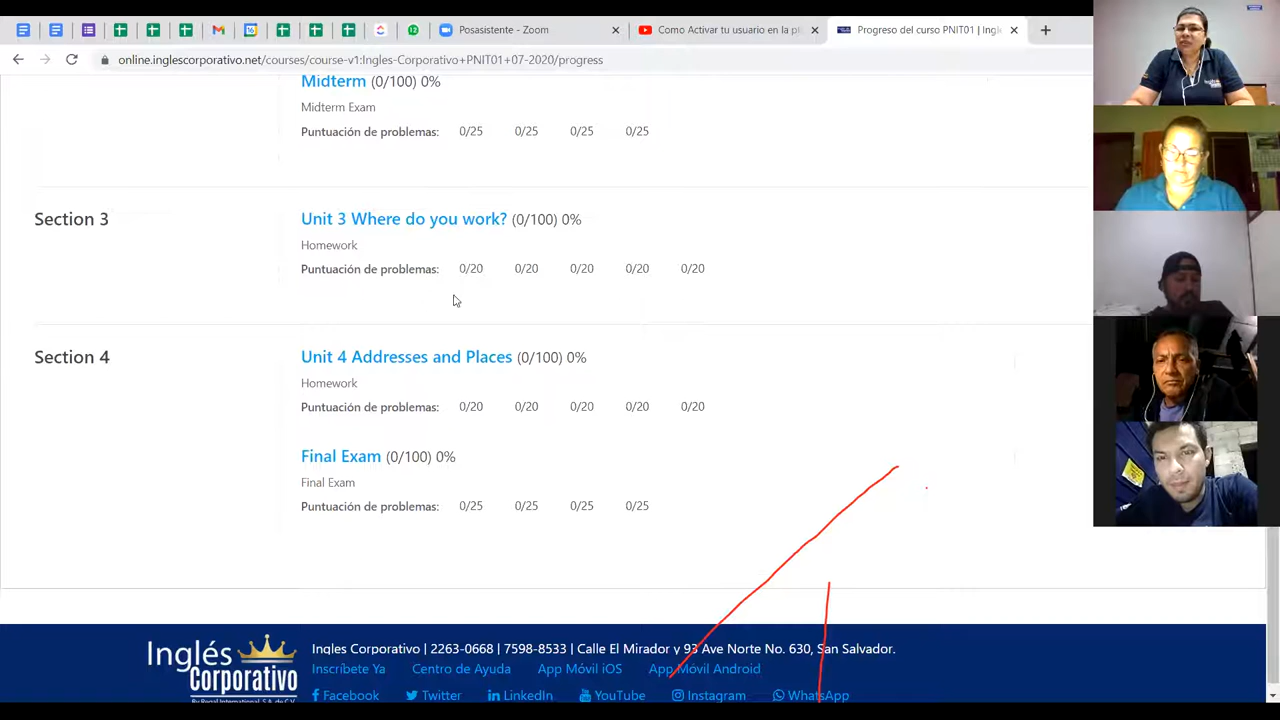 Posasistente - Zoom
Como Activar tu usuario en la pl
Progreso del curso PNIT01 | Ingl
online.inglescorporativo.net/courses/course-v1:Ingles-Corporativo+PNIT01+07-2020/progress
Midterm (0/100) 0%
Midterm Exam
Puntuación de problemas: 0/25 0/25 0/25 0/25
Section 3
Unit 3 Where do you work? (0/100) 0%
Homework
Puntuación de problemas: 0/20 0/20 0/20 0/20 0/20
Section 4
Unit 4 Addresses and Places (0/100) 0%
Homework
Puntuación de problemas: 0/20 0/20 0/20 0/20 0/20
Final Exam (0/100) 0%
Final Exam
Puntuación de problemas: 0/25 0/25 0/25 0/25
Inglés
Corporativo
Ingles Corporativo | 2263-0668 | 7598-8533 | Calle El Mirador y 93 Ave Norte No. 630, San Salvador.
Inscríbete Ya Centro de Ayuda App Móvil iOS App Móvil Android
Facebook Twitter LinkedIn YouTube Instagram WhatsApp